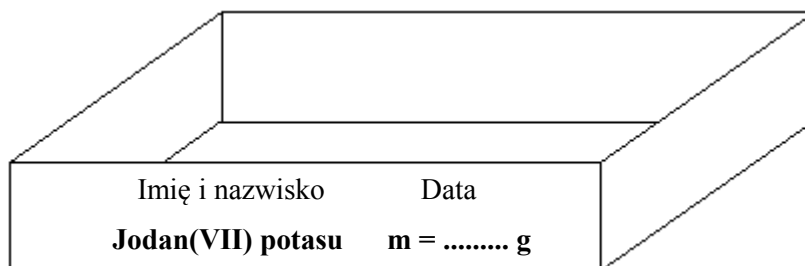 Imię i nazwisko Data
Jodan(VII) potasu m = ......... g